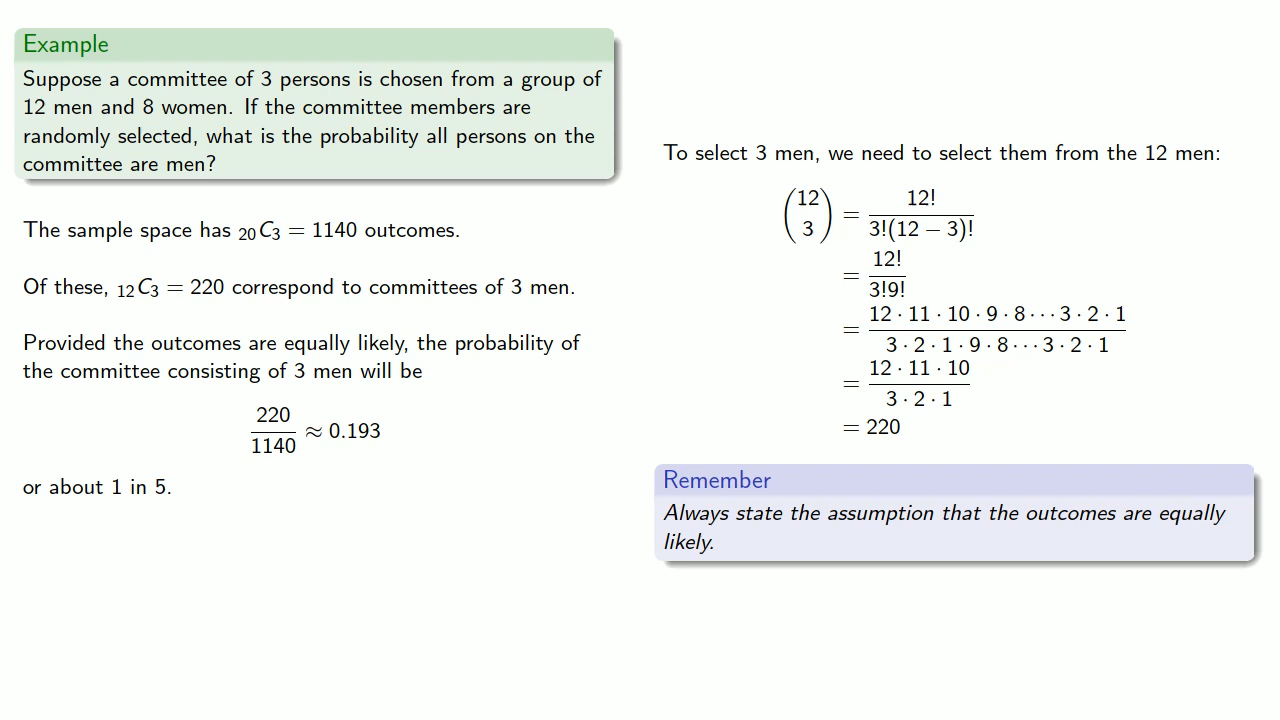 Example
Suppose a committee of 3 persons is chosen from a group of
12 men and 8 women. If the committee members are
randomly selected, what is the probability all persons on the
committee are men?
The sample space has ₂₀C₃ = 1140 outcomes.
Of these, ₁₂C₃ = 220 correspond to committees of 3 men.
Provided the outcomes are equally likely, the probability of
the committee consisting of 3 men will be
220/1140 ≈ 0.193
or about 1 in 5.
To select 3 men, we need to select them from the 12 men:
(12 3) = 12!/3!(12 − 3)!
= 12!/3!9!
= 12 · 11 · 10 · 9 · 8 ··· 3 · 2 · 1/3 · 2 · 1 · 9 · 8 ··· 3 · 2 · 1
= 12 · 11 · 10/3 · 2 · 1
= 220
Remember
Always state the assumption that the outcomes are equally
likely.